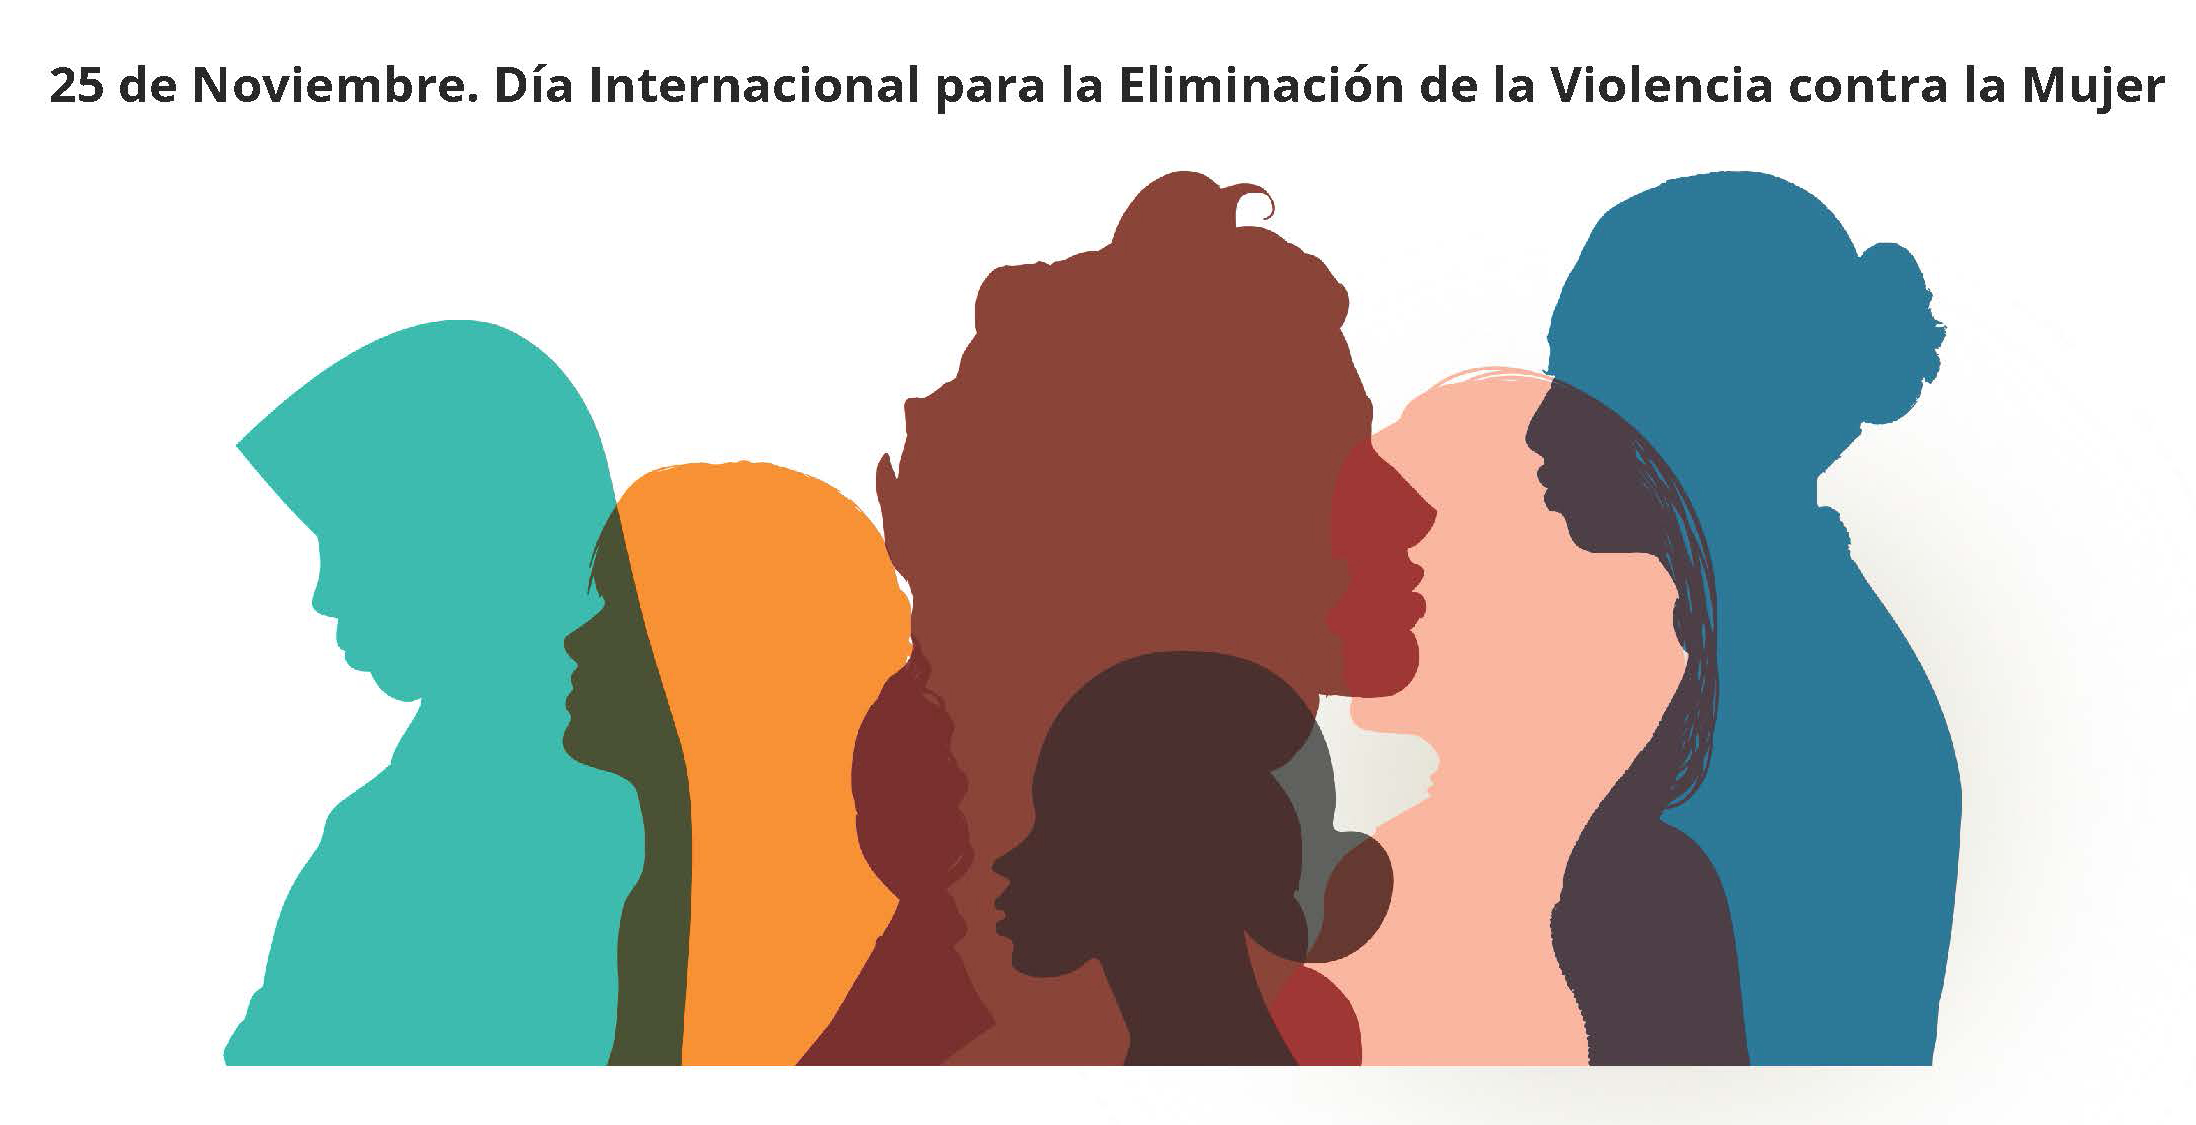 25 de Noviembre. Día Internacional para la Eliminación de la Violencia contra la Mujer